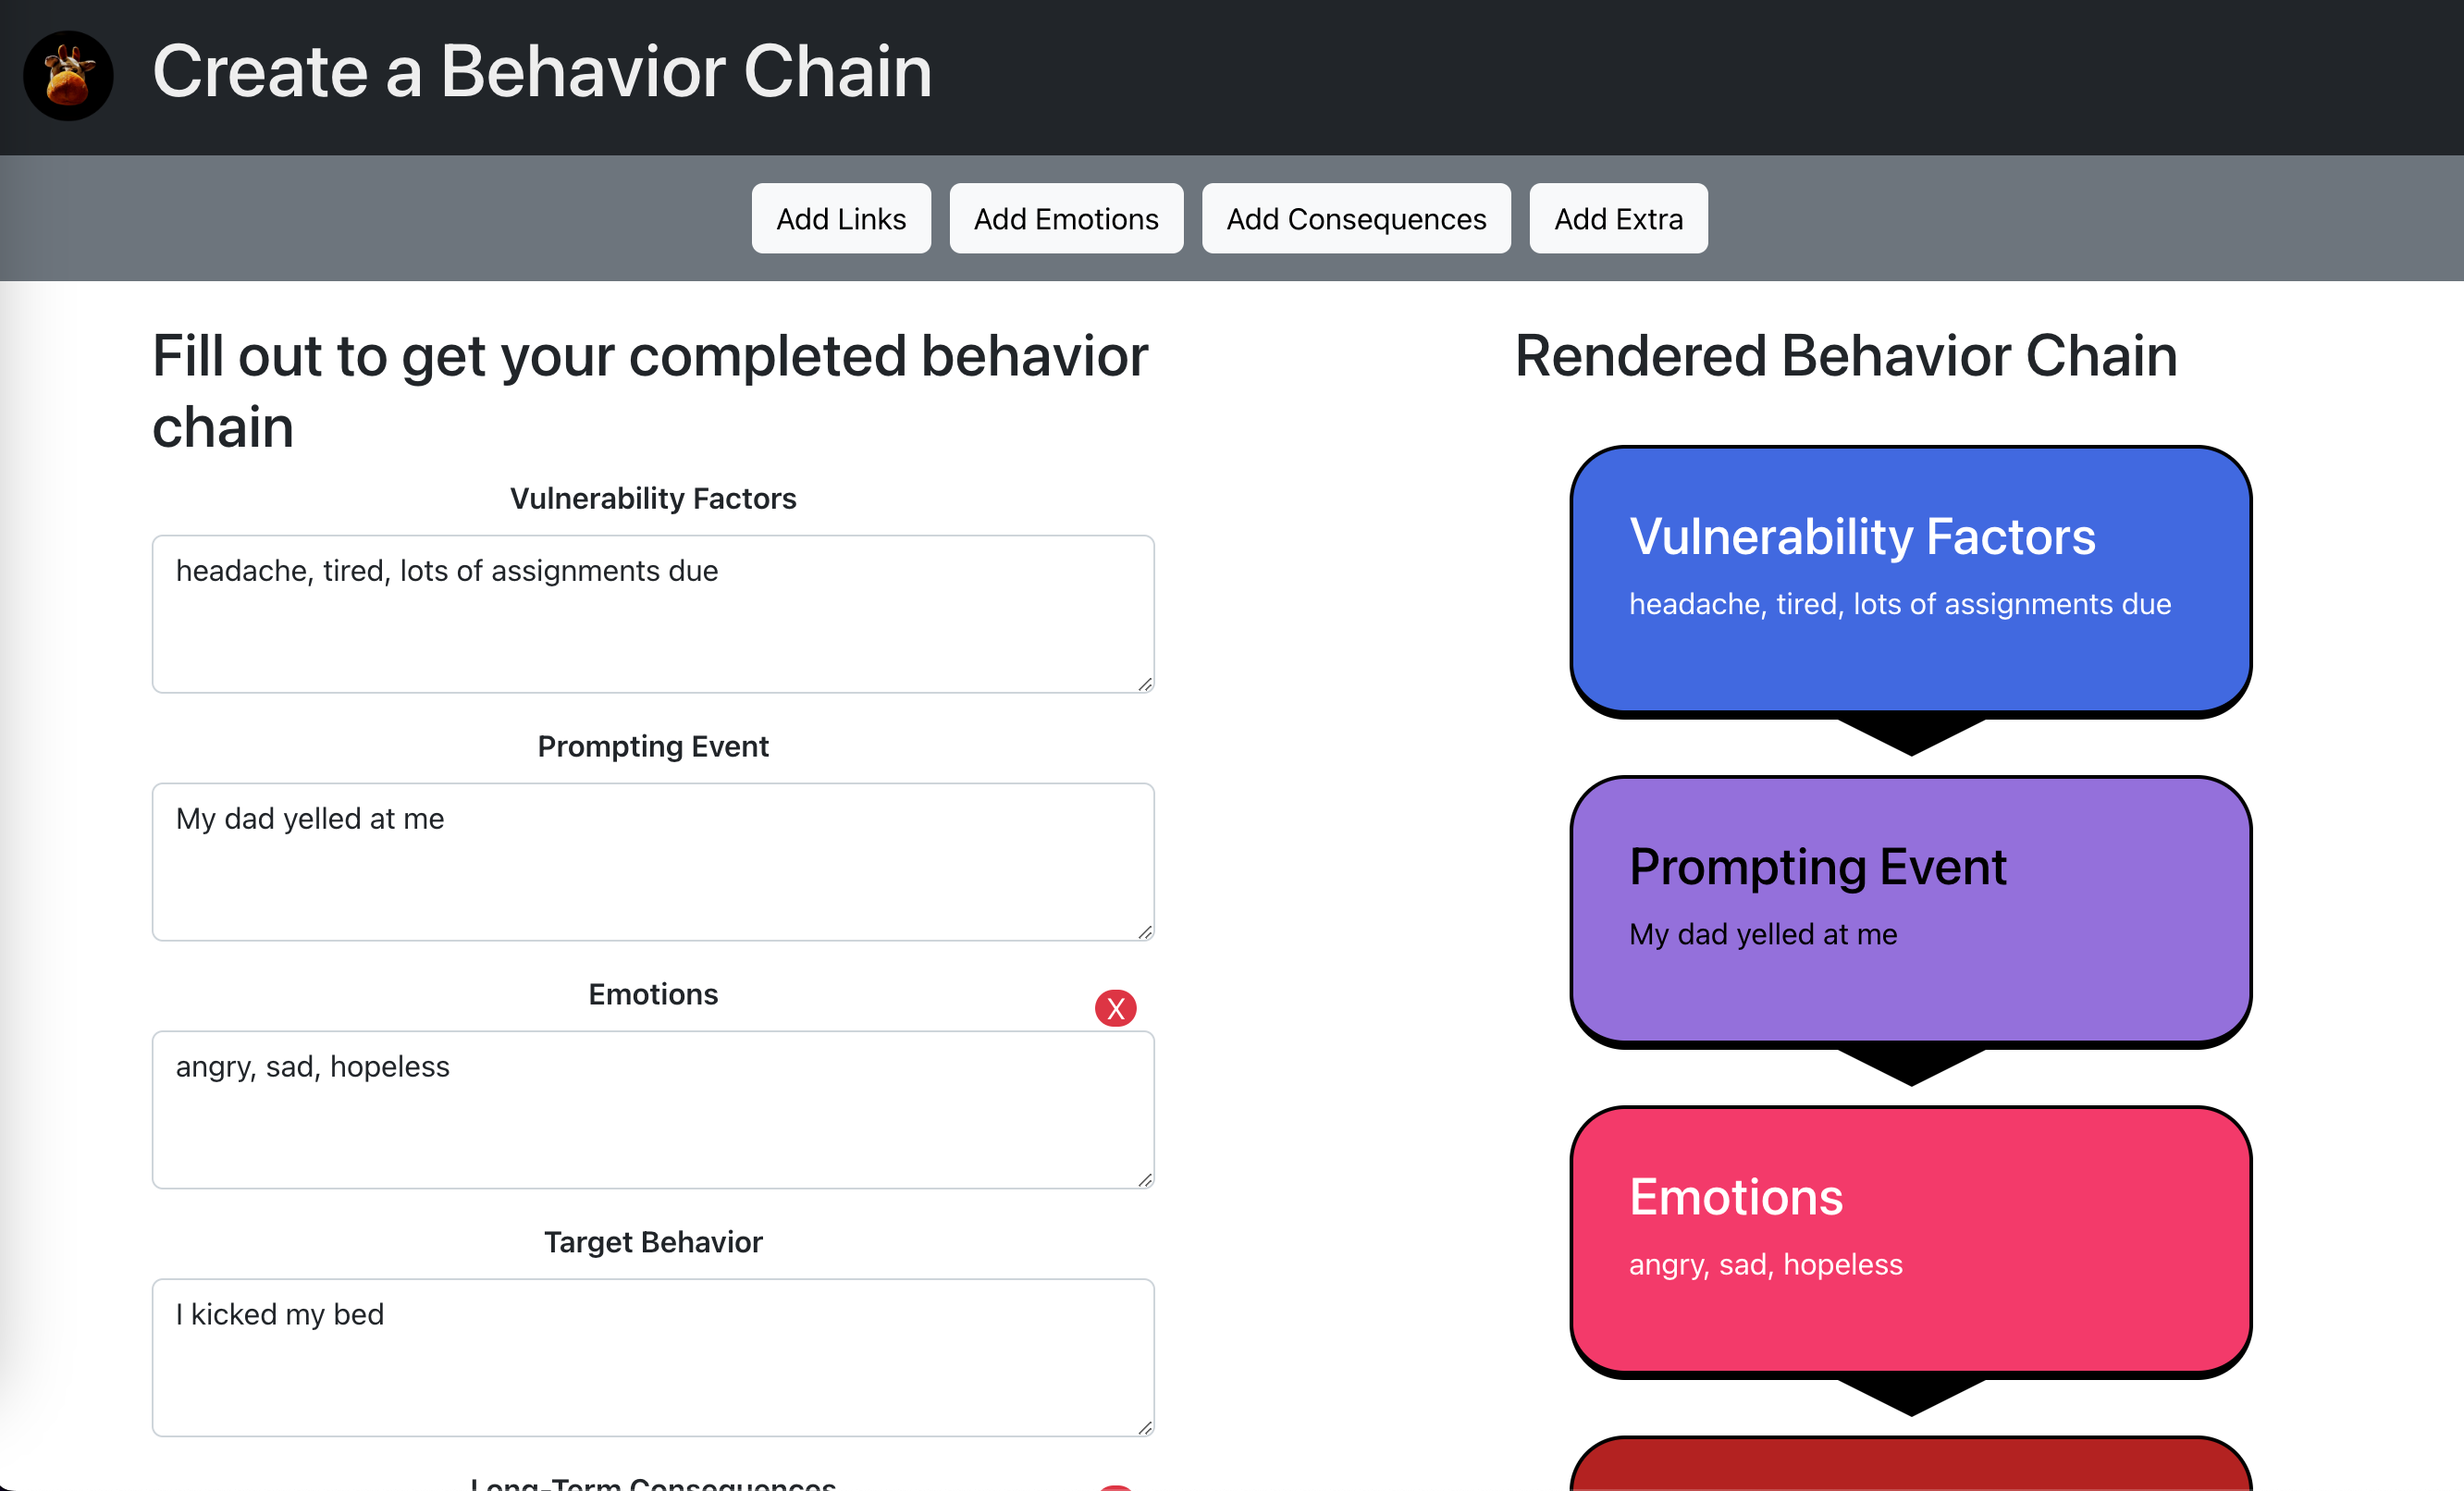 Create a Behavior Chain
Add Links
Add Emotions
Add Consequences
Add Extra
Fill out to get your completed behavior
chain
Vulnerability Factors
headache, tired, lots of assignments due
Prompting Event
My dad yelled at me
Emotions
X
angry, sad, hopeless
Target Behavior
I kicked my bed
Long-Term Consequences
Rendered Behavior Chain
Vulnerability Factors
headache, tired, lots of assignments due
Prompting Event
My dad yelled at me
Emotions
angry, sad, hopeless